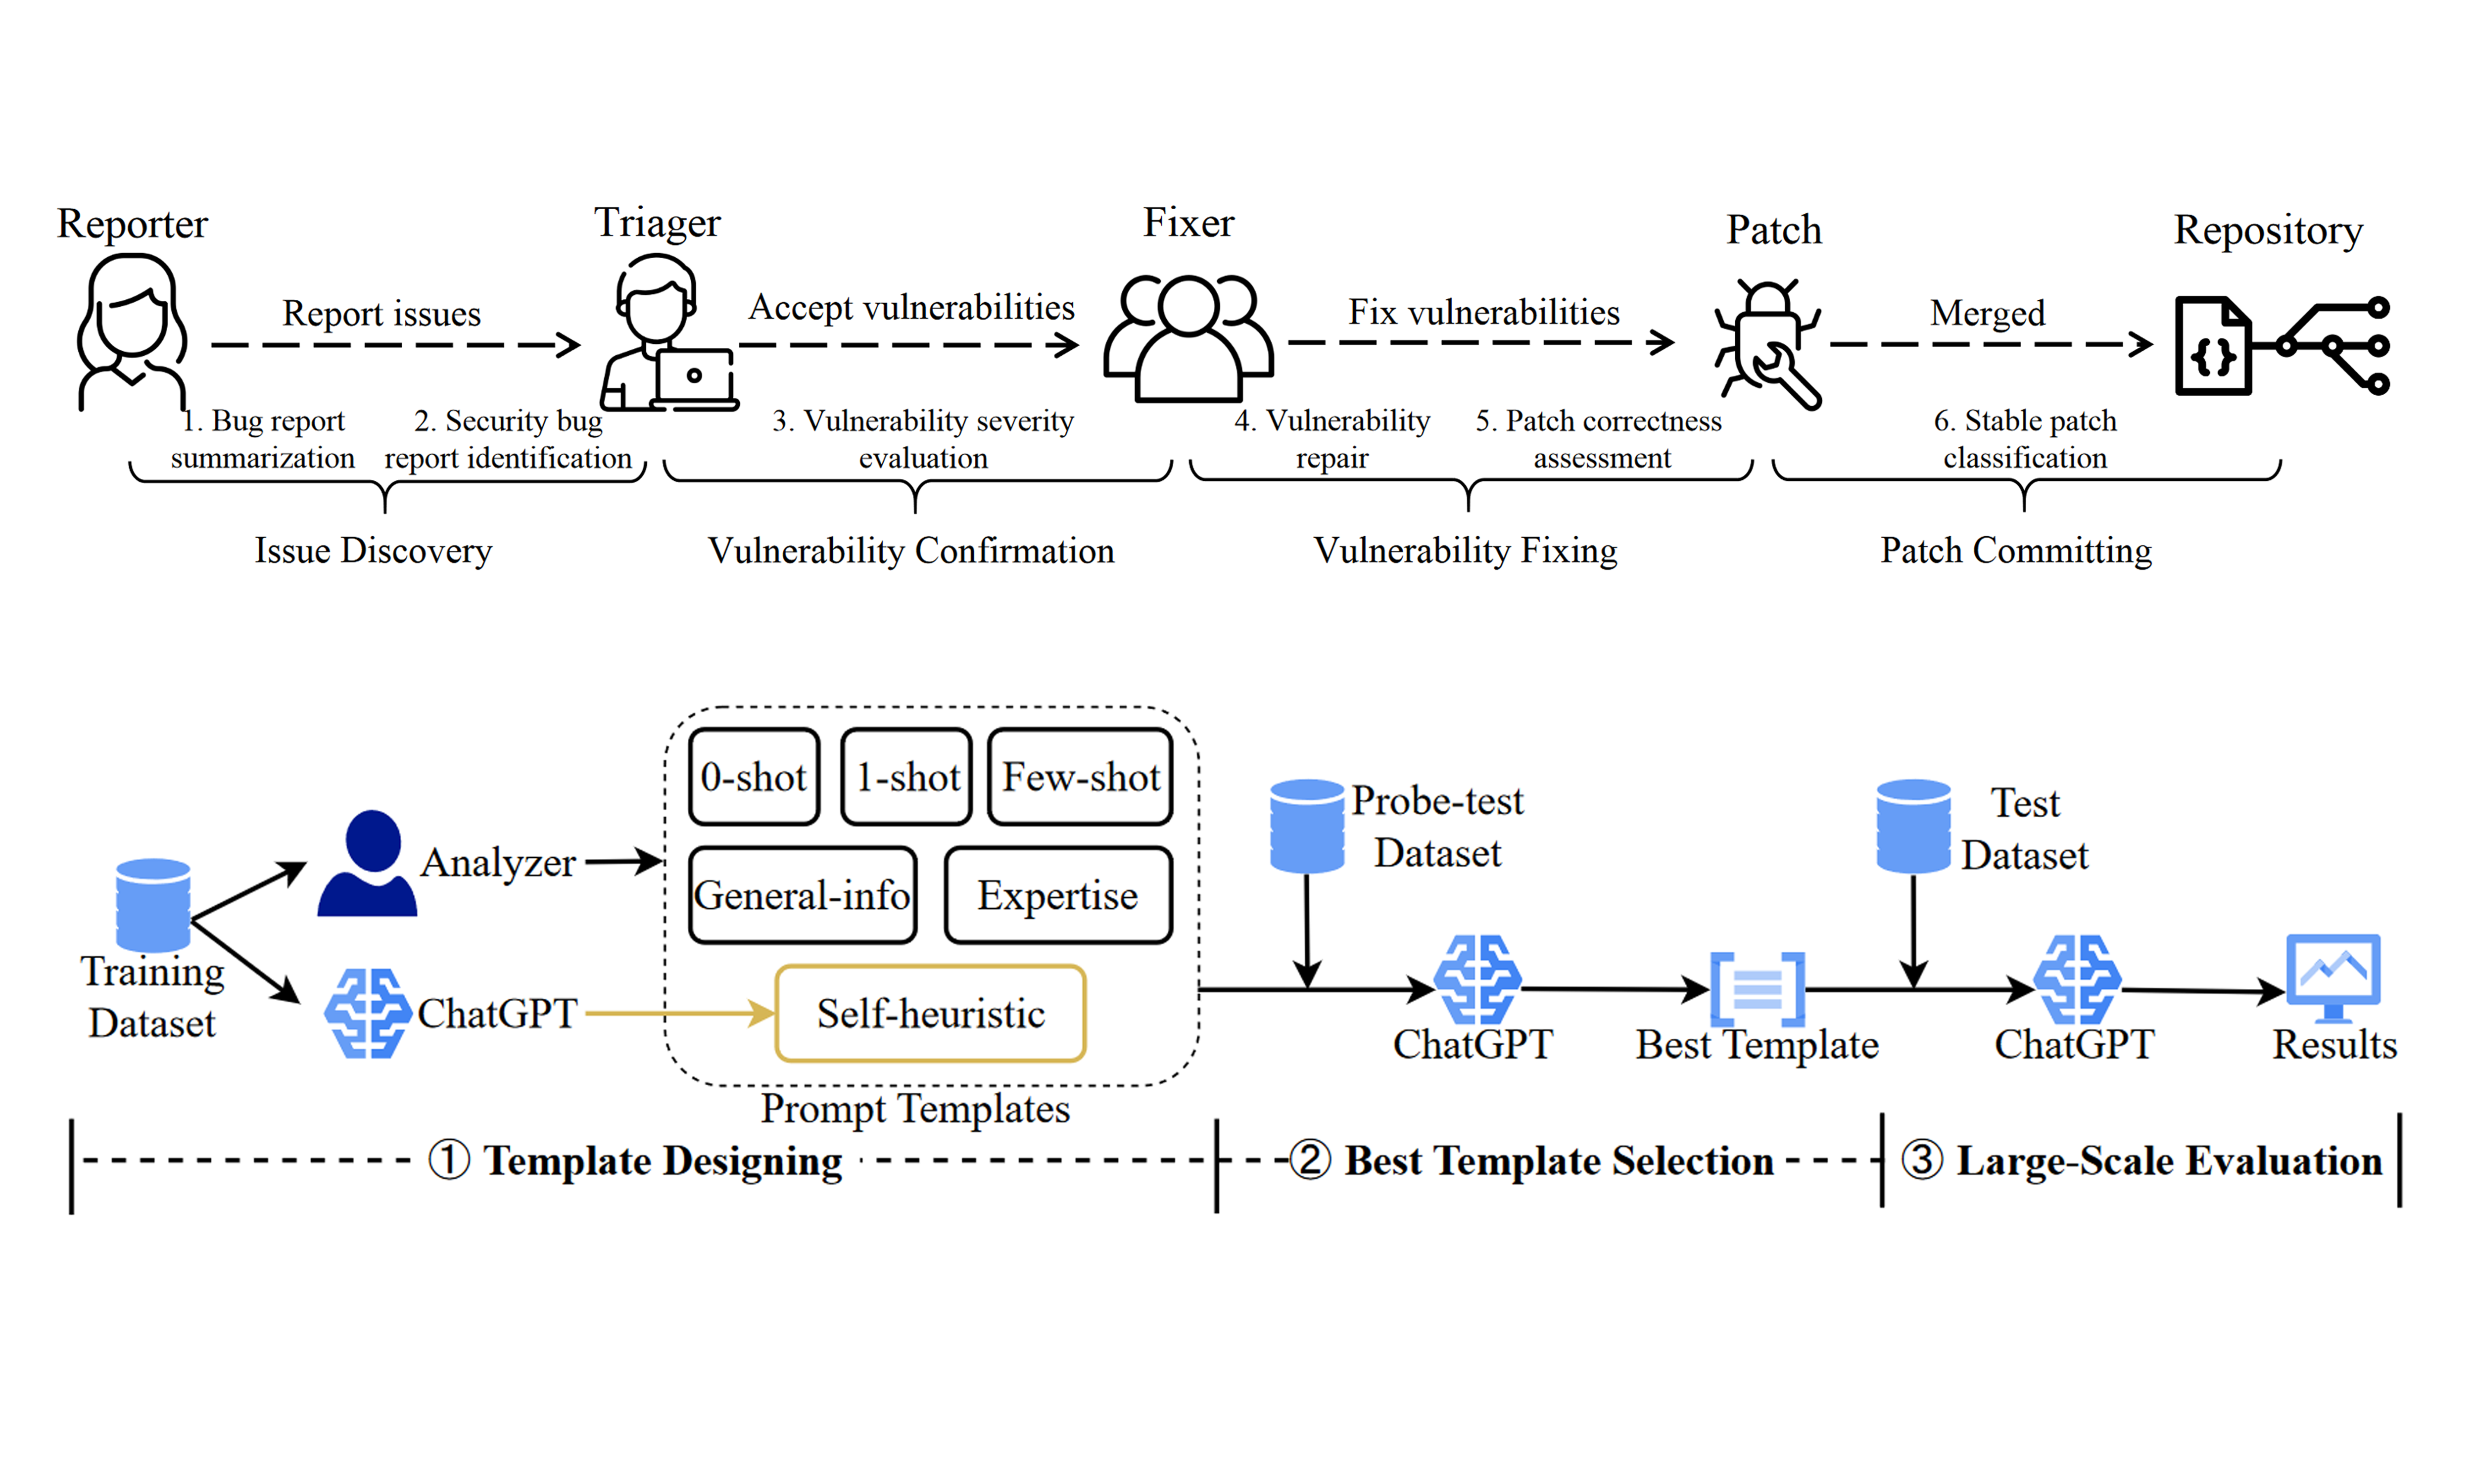 Reporter
Triager
Fixer
Patch
Repository
Report issues
Accept vulnerabilities
Fix vulnerabilities
Merged
1. Bug report
summarization
2. Security bug
report identification
3. Vulnerability severity
evaluation
4. Vulnerability
repair
5. Patch correctness
assessment
6. Stable patch
classification
Issue Discovery
Vulnerability Confirmation
Vulnerability Fixing
Patch Committing
Training
Dataset
Analyzer
ChatGPT
0-shot
1-shot
Few-shot
General-info
Expertise
Self-heuristic
Prompt Templates
Probe-test
Dataset
ChatGPT
Best Template
Test
Dataset
ChatGPT
Results
① Template Designing
② Best Template Selection
③ Large-Scale Evaluation